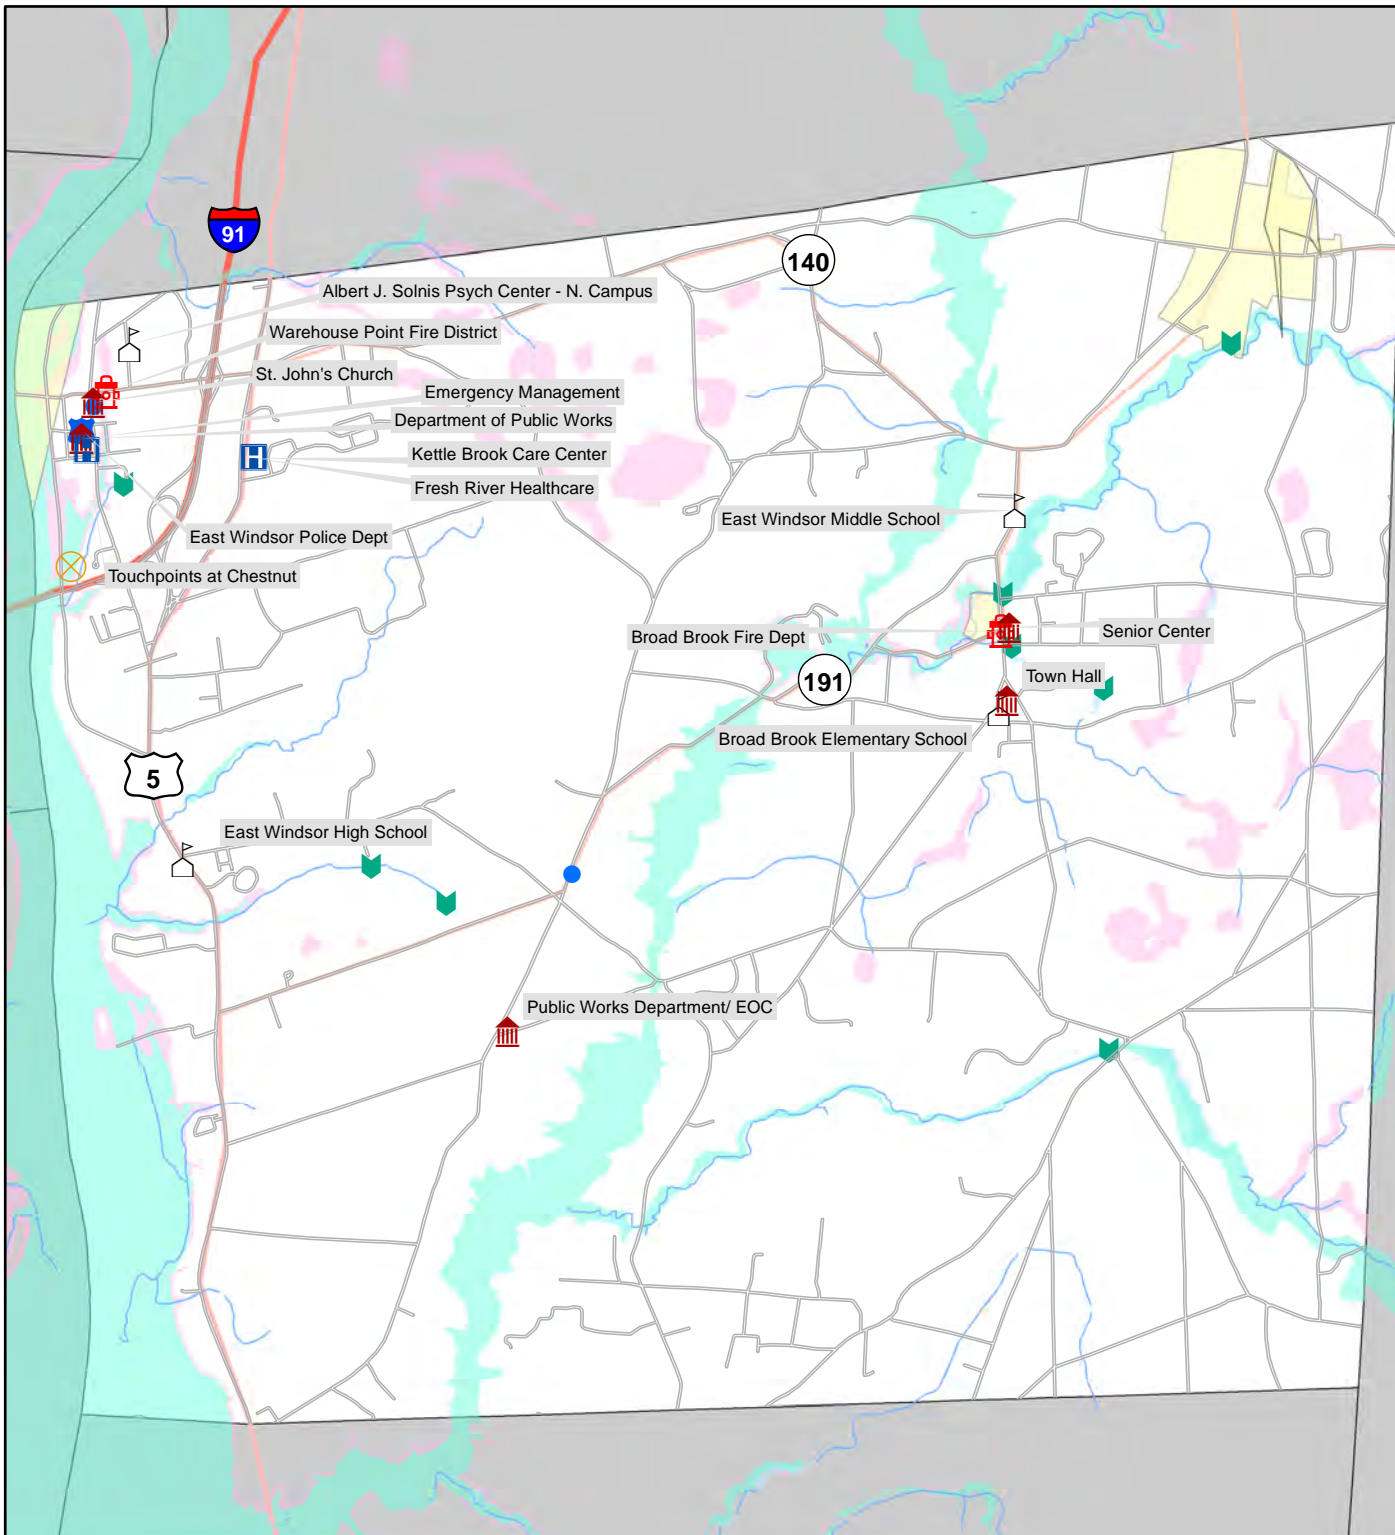 91
140
Albert J. Solnis Psych Center - N. Campus
Warehouse Point Fire District
St. John's Church
Emergency Management
Department of Public Works
H
Kettle Brook Care Center
Fresh River Healthcare
East Windsor Middle School
East Windsor Police Dept
Touchpoints at Chestnut
Broad Brook Fire Dept
Senior Center
191
Town Hall
Broad Brook Elementary School
5
East Windsor High School
Public Works Department/ EOC